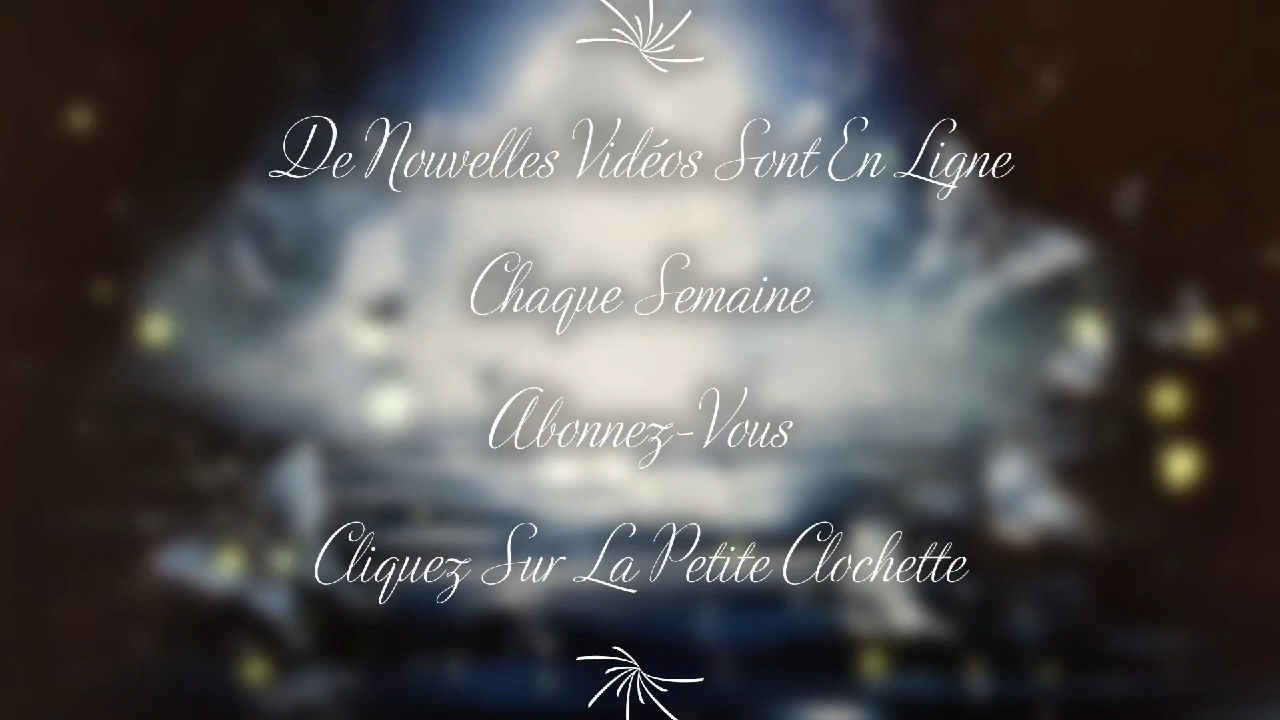 De Nouvelles Vidéos Sont En Ligne
Chaque Semaine
Abonnez-Vous
Cliquez Sur La Petite Clochette